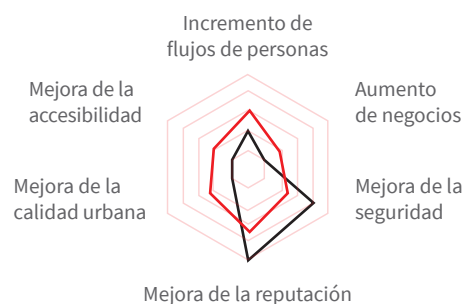 Incremento de
flujos de personas
Mejora de la
accesibilidad
Aumento
de negocios
Mejora de la
calidad urbana
Mejora de la
seguridad
Mejora de la reputación